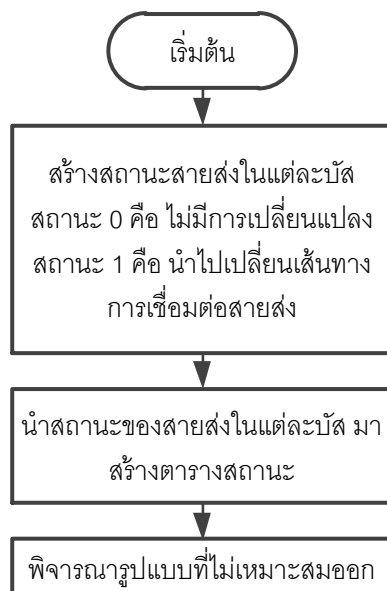 เริ่มต้น
สร้างสถานะสายส่งในแต่ละบัส
สถานะ 0 คือ ไม่มีการเปลี่ยนแปลง
สถานะ 1 คือ นำไปเปลี่ยนเส้นทาง
การเชื่อมต่อสายส่ง
นำสถานะของสายส่งในแต่ละบัส มา
สร้างตารางสถานะ
พิจารณารูปแบบที่ไม่เหมาะสมออก